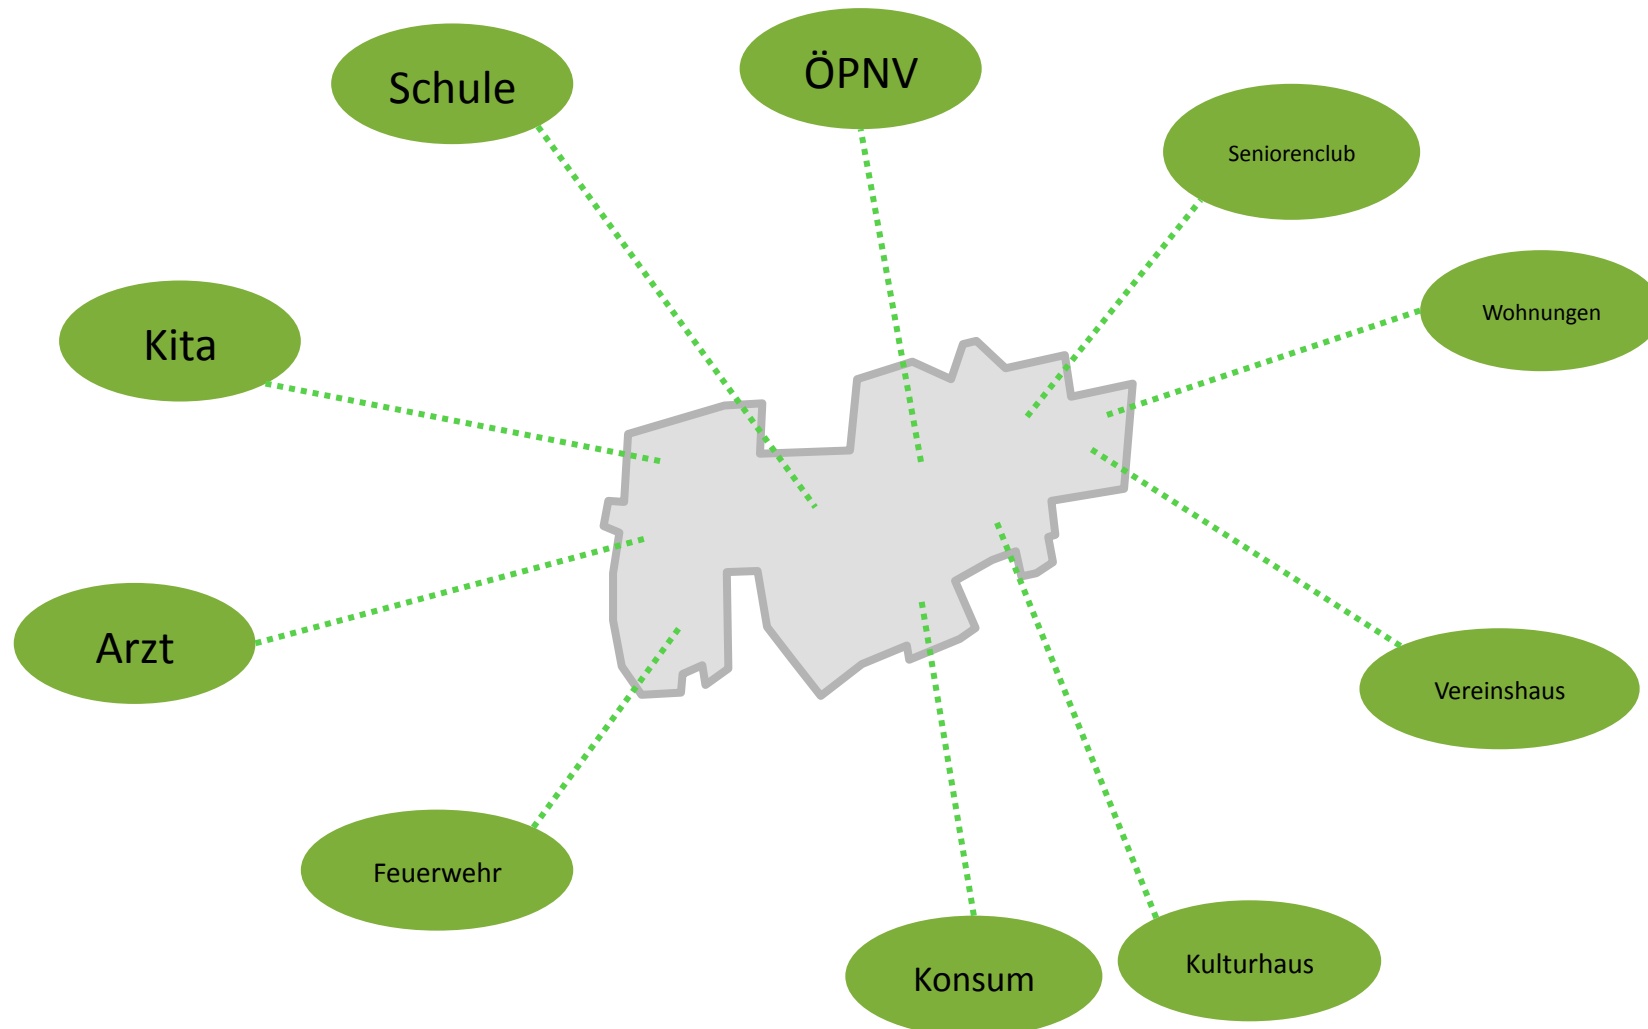 ÖPNV
Schule
Seniorenclub
Wohnungen
Kita
Arzt
Vereinshaus
Feuerwehr
Kulturhaus
Konsum